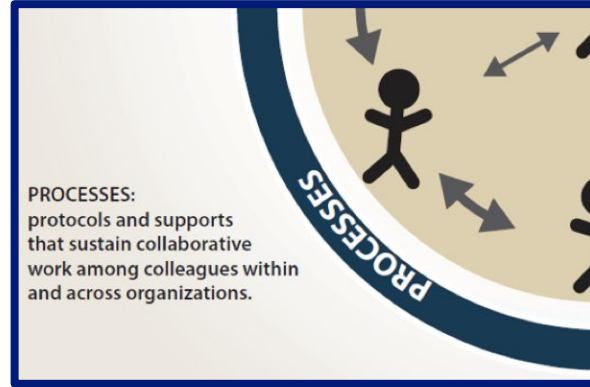 PROCESSES:
protocols and supports
that sustain collaborative
work among colleagues within
and across organizations.
PROCESSES